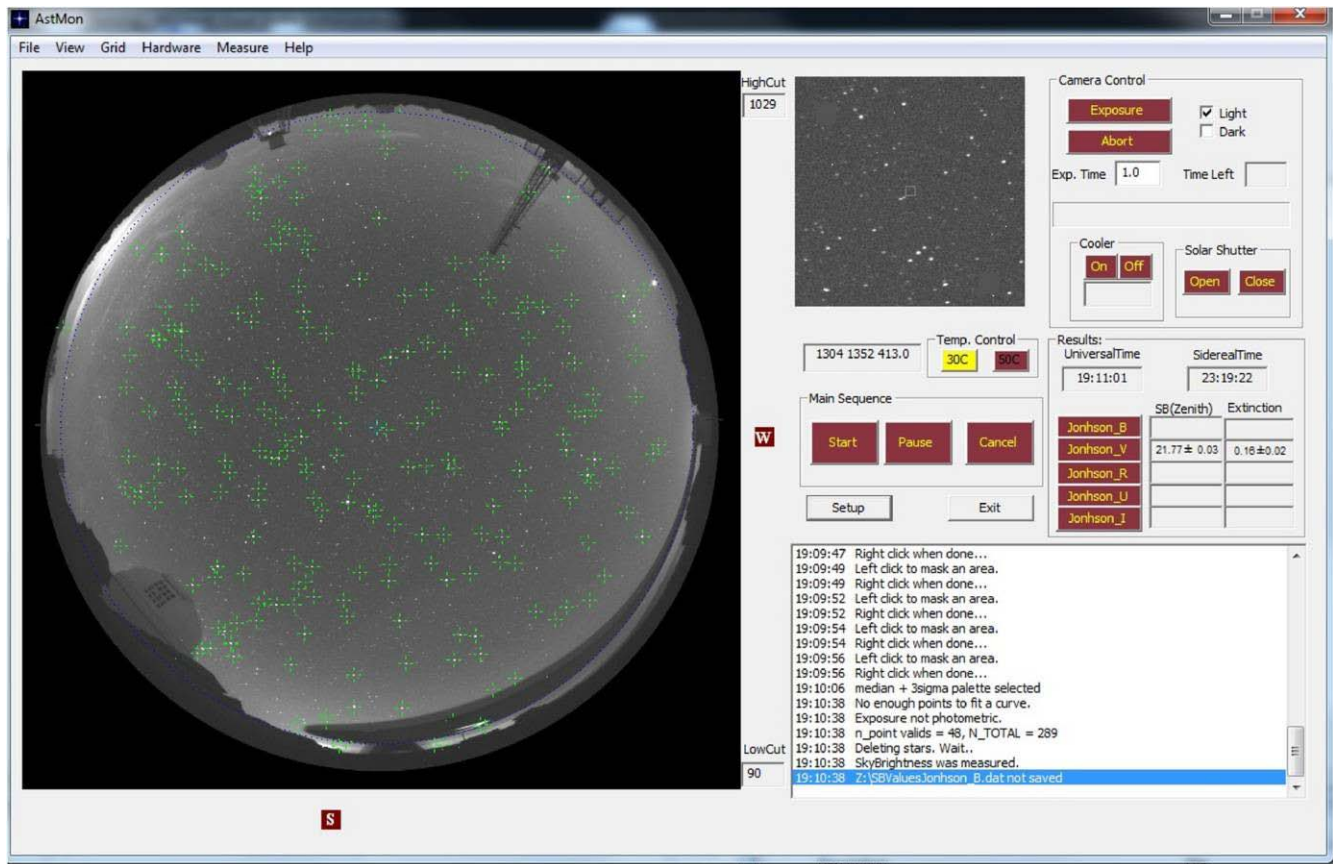 AstMon
File View Grid Hardware Measure Help
HighCut
1029
LowCut
90
W
S
1304 1352 413.0
Temp. Control
30C 50C
Main Sequence
Start Pause Cancel
Setup Exit
Camera Control
Exposure
Abort
Light
Dark
Exp. Time 1.0 Time Left
Cooler
On Off
Solar Shutter
Open Close
Results:
UniversalTime SiderealTime
19:11:01 23:19:22
SB(Zenith) Extinction
Jonhson_B
Jonhson_V 21.77± 0.03 0.16±0.02
Jonhson_R
Jonhson_U
Jonhson_I
19:09:47 Right click when done...
19:09:49 Left click to mask an area.
19:09:49 Right click when done...
19:09:52 Left click to mask an area.
19:09:52 Right click when done...
19:09:54 Left click to mask an area.
19:09:54 Right click when done...
19:09:56 Left click to mask an area.
19:09:56 Right click when done...
19:10:06 median + 3sigma palette selected
19:10:38 No enough points to fit a curve.
19:10:38 Exposure not photometric.
19:10:38 n_point valids = 48, N_TOTAL = 289
19:10:38 Deleting stars. Wait..
19:10:38 SkyBrightness was measured.
19:10:38 Z:\SBValuesJonhson_B.dat not saved